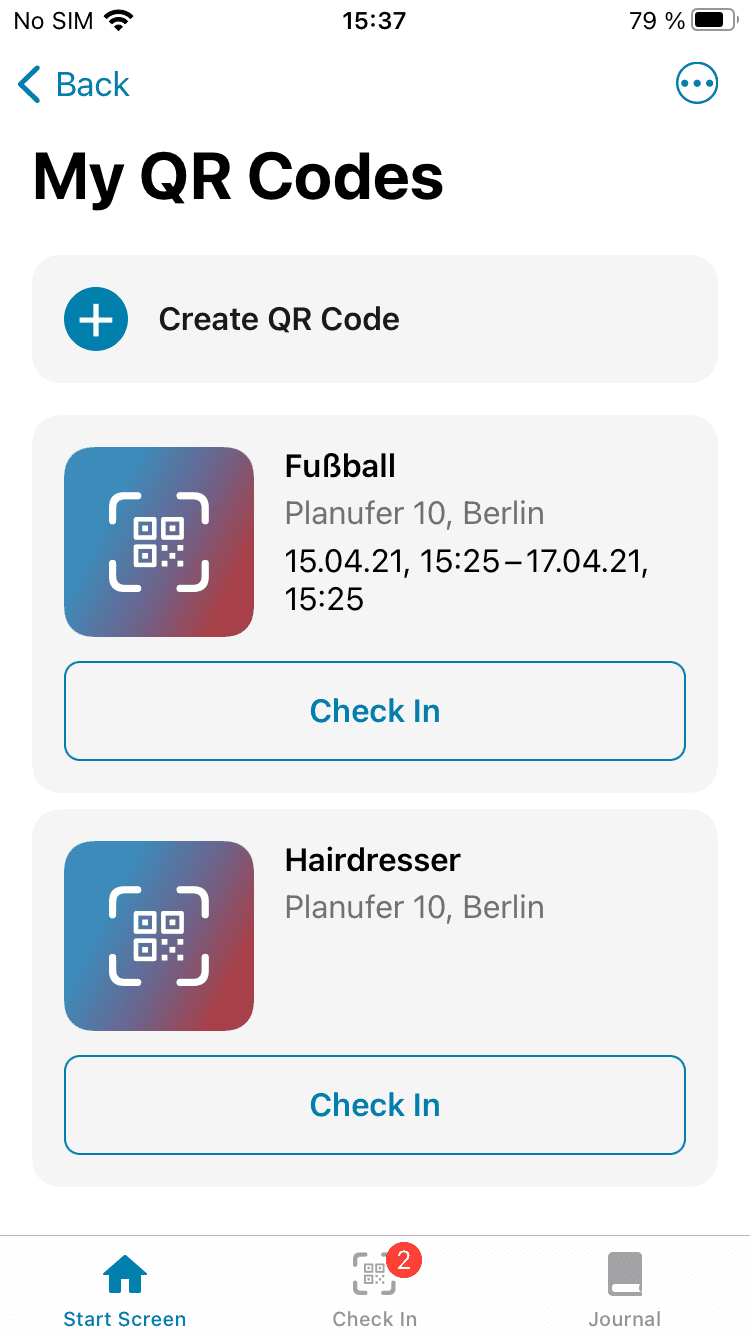 No SIM 15:37 79 %
Back
My QR Codes
Create QR Code
Fußball
Planufer 10, Berlin
15.04.21, 15:25–17.04.21,
15:25
Check In
Hairdresser
Planufer 10, Berlin
Check In
2
Start Screen Check In Journal